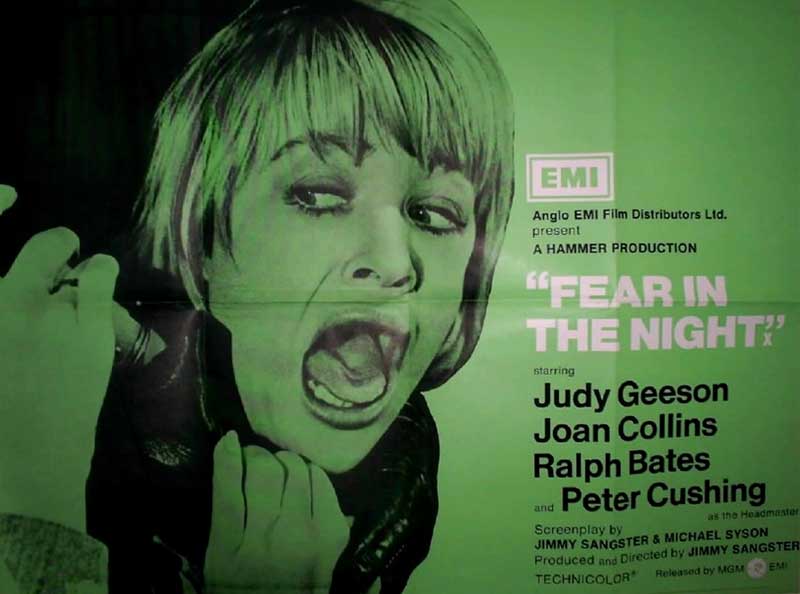 EMI
Anglo EMI Film Distributors Ltd.
present
A HAMMER PRODUCTION
"FEAR IN
THE NIGHT"
x
starring
Judy Geeson
Joan Collins
Ralph Bates
and Peter Cushing
as the Headmaster
Screenplay by
JIMMY SANGSTER & MICHAEL SYSON
Produced and Directed by JIMMY SANGSTER
TECHNICOLOR® Released by MGM EMI